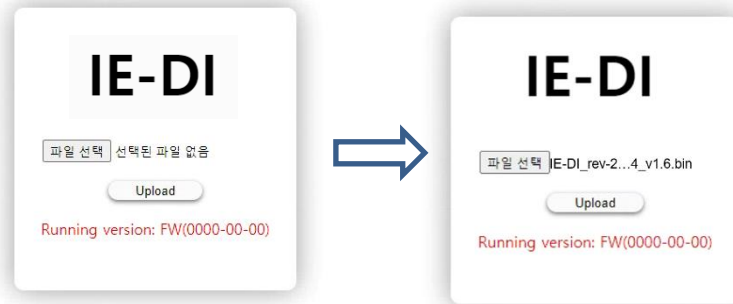 IE-DI
파일 선택 선택된 파일 없음
Upload
Running version: FW(0000-00-00)
IE-DI
파일 선택 IE-DI_rev-2...4_v1.6.bin
Upload
Running version: FW(0000-00-00)